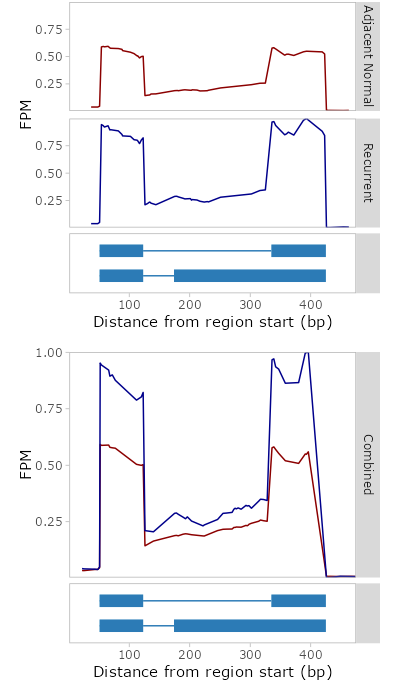 0.75
0.50
0.25
Adjacent Normal
FPM
0.75
0.50
0.25
Recurrent
100 200 300 400
Distance from region start (bp)
1.00
0.75
0.50
0.25
FPM
Combined
100 200 300 400
Distance from region start (bp)